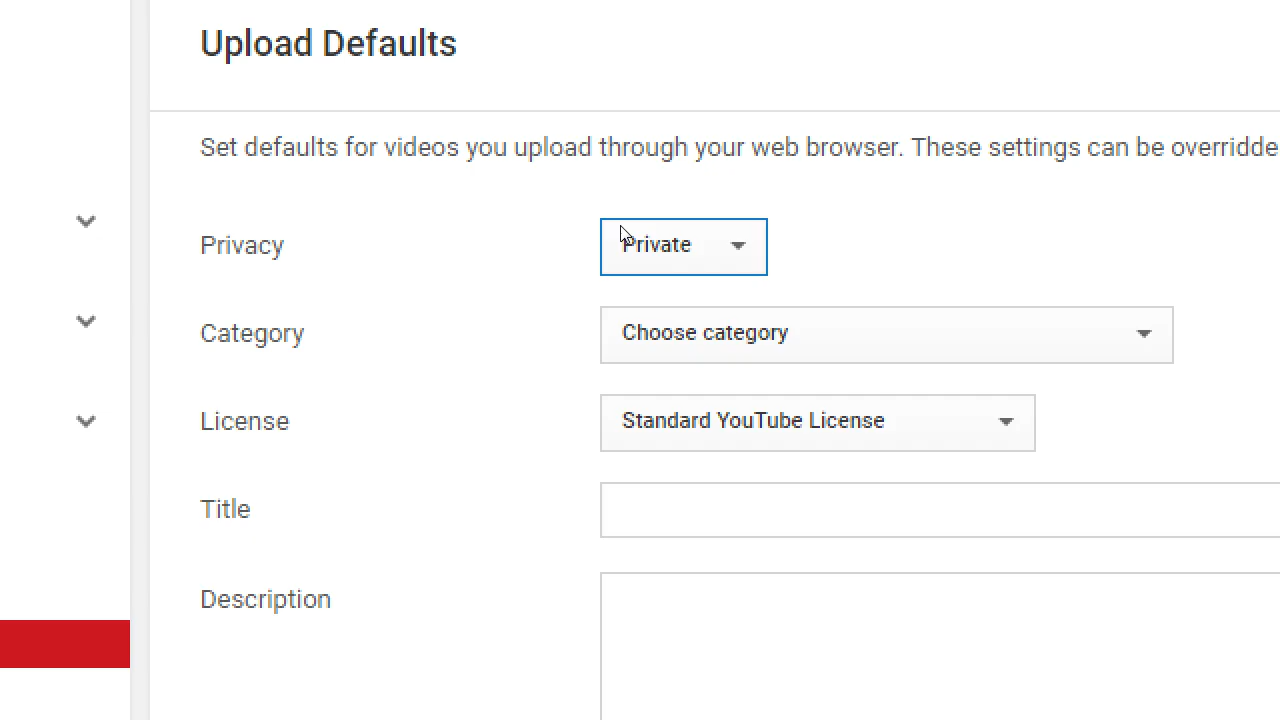 Upload Defaults
Set defaults for videos you upload through your web browser. These settings can be overridde
Privacy
Private
Category
Choose category
License
Standard YouTube License
Title
Description